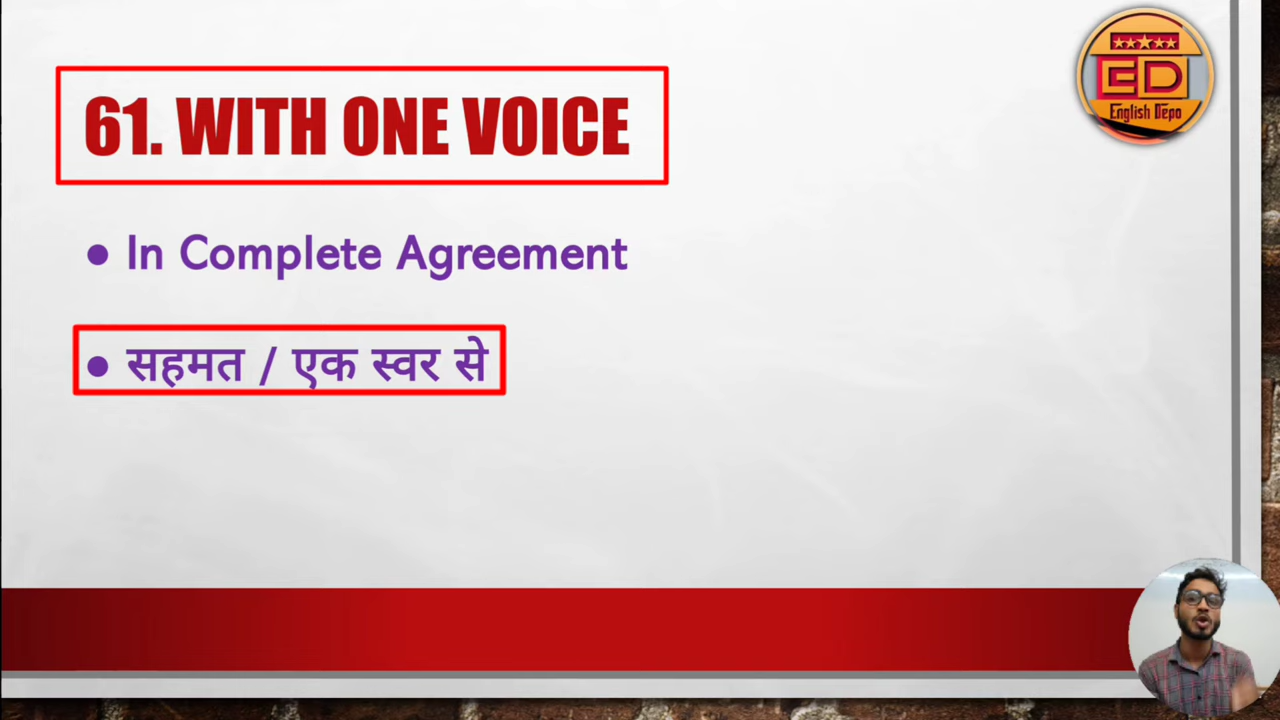 61. WITH ONE VOICE
ED
English Depo
• In Complete Agreement
• सहमत / एक स्वर से